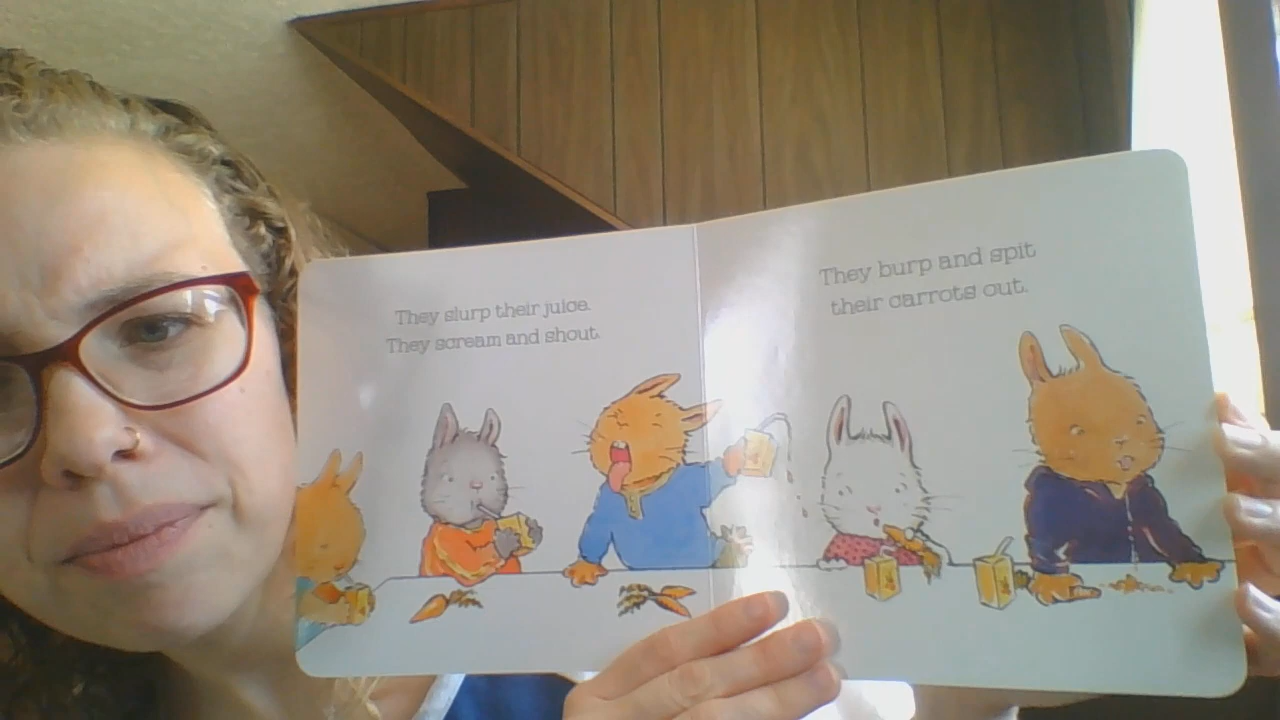 They slurp their juice.
They scream and shout.
They burp and spit
their carrots out.